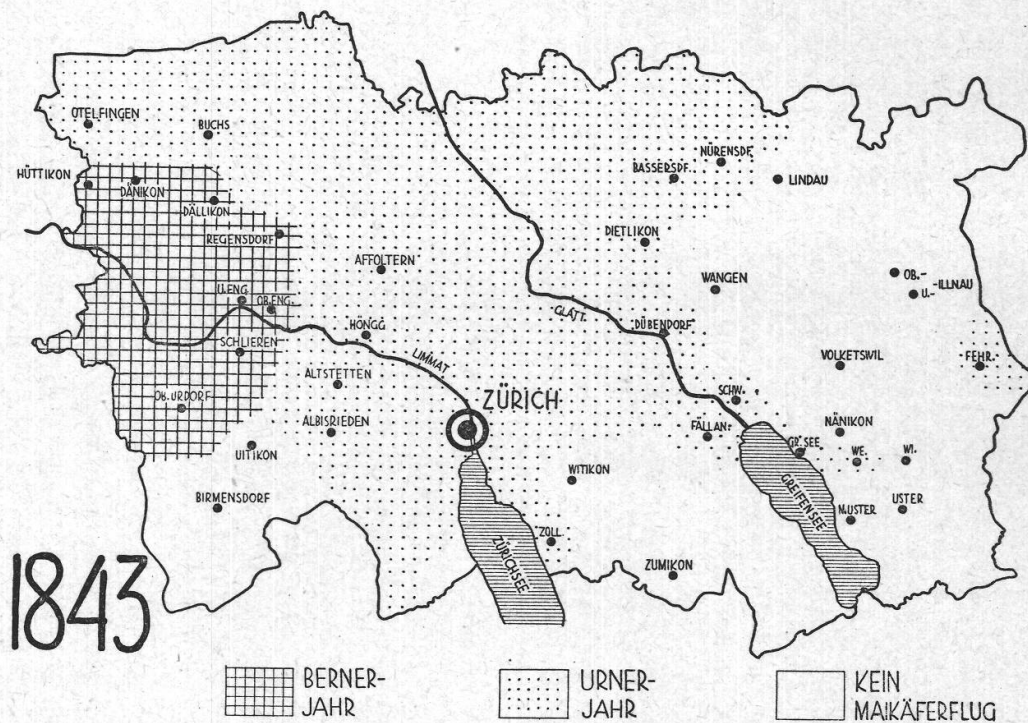 OTELFINGEN
BUCHS
HÜTTIKON
DÄNIKON
DÄLLIKON
REGENSDORF
NÜRENSDF.
BASSERSDF.
LINDAU
DIETLIKON
AFFOLTERN
WANGEN
OB.-
U.-
-ILLNAU
U.ENG.
OB.ENG.
GLATT
DÜBENDORF
HÖNGG
LIMMAT
SCHLIEREN
VOLKETSWIL
FEHR.
ALTSTETTEN
SCHW.
OB.URDORF
ZÜRICH
ALBISRIEDEN
FÄLLAN.
NÄNIKON
UITIKON
GR.SEE
WE.
WI.
WITIKON
GREIFENSEE
BIRMENSDORF
N.USTER
USTER
ZOLL.
ZÜRICHSEE
ZUMIKON
1843
BERNER-
JAHR
URNER-
JAHR
KEIN
MAIKÄFERFLUG